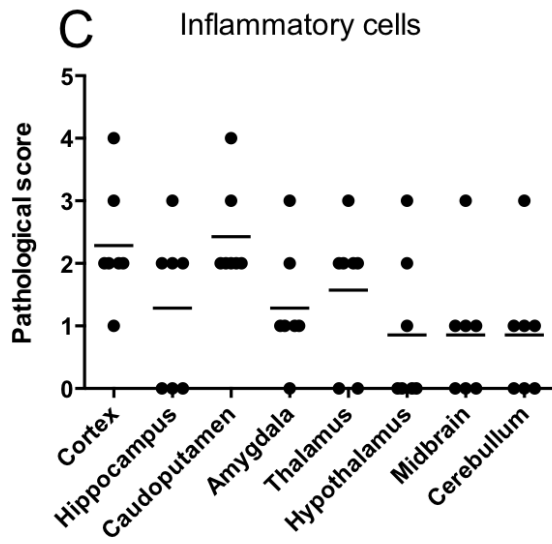 C
Inflammatory cells
Pathological score
5
4
3
2
1
0
Cortex
Hippocampus
Caudoputamen
Amygdala
Thalamus
Hypothalamus
Midbrain
Cerebullum